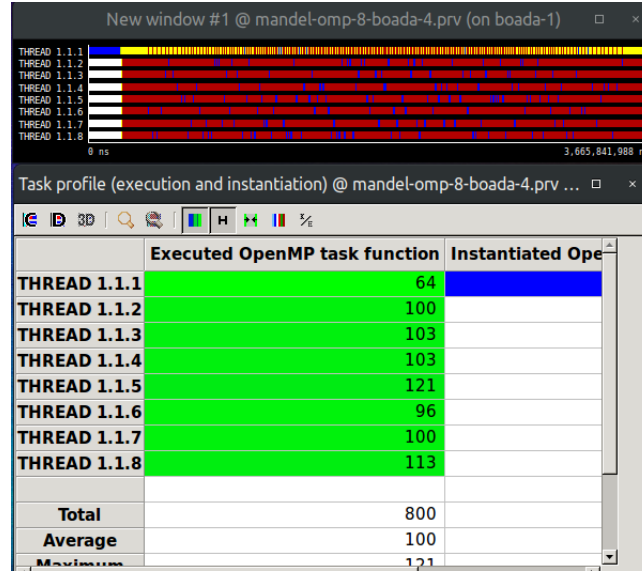 New window #1 @ mandel-omp-8-boada-4.prv (on boada-1)
THREAD 1.1.1
THREAD 1.1.2
THREAD 1.1.3
THREAD 1.1.4
THREAD 1.1.5
THREAD 1.1.6
THREAD 1.1.7
THREAD 1.1.8
0 ns 3,665,841,988 n
Task profile (execution and instantiation) @ mandel-omp-8-boada-4.prv ...
IC ID 3D H
Executed OpenMP task function Instantiated Ope
THREAD 1.1.1 64
THREAD 1.1.2 100
THREAD 1.1.3 103
THREAD 1.1.4 103
THREAD 1.1.5 121
THREAD 1.1.6 96
THREAD 1.1.7 100
THREAD 1.1.8 113
Total 800
Average 100
Maximum 121